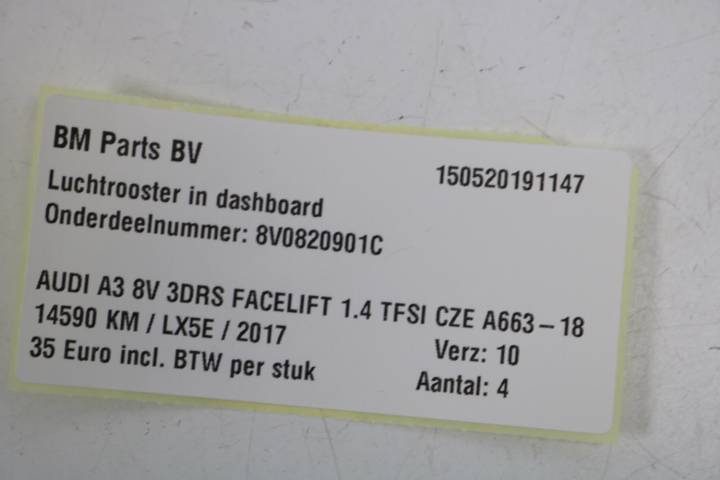 BM Parts BV
150520191147
Luchtrooster in dashboard
Onderdeelnummer: 8V0820901C
AUDI A3 8V 3DRS FACELIFT 1.4 TFSI CZE A663-18
14590 KM / LX5E / 2017
Verz: 10
35 Euro incl. BTW per stuk
Aantal: 4